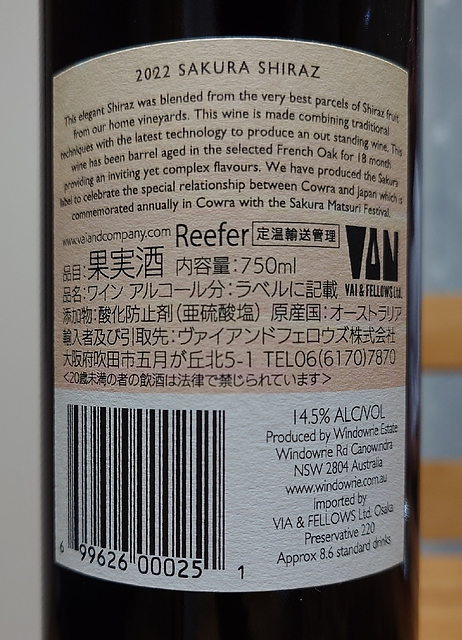 2022 SAKURA SHIRAZ
This elegant Shiraz was blended from the very best parcels of Shiraz fruit
from our home vineyards. This wine is made combining traditional
techniques with the latest technology to produce an out standing wine. This
wine has been barrel aged in the selected French Oak for 18 month
providing an inviting yet complex flavours. We have produced the Sakura
label to celebrate the special relationship between Cowra and Japan which is
commemorated annually in Cowra with the Sakura Matsuri Festival.
www.vaiandcompany.com Reefer 定温輸送管理
VAN
VAI & FELLOWS Ltd.
品目:果実酒 内容量:750ml
品名:ワイン アルコール分:ラベルに記載
添加物:酸化防止剤(亜硫酸塩) 原産国:オーストラリア
輸入者及び引取先:ヴァイアンドフェロウズ株式会社
大阪府吹田市五月が丘北5-1 TEL06(6170)7870
<20歳未満の者の飲酒は法律で禁じられています>
14.5% ALC/VOL
Produced by Windowne Estate
Windowne Rd Canowindra
NSW 2804 Australia
www.windowne.com.au
imported by
VIA & FELLOWS Ltd. Osaka
Preservative 220
Approx 8.6 standard drinks
6 99626 00025 1